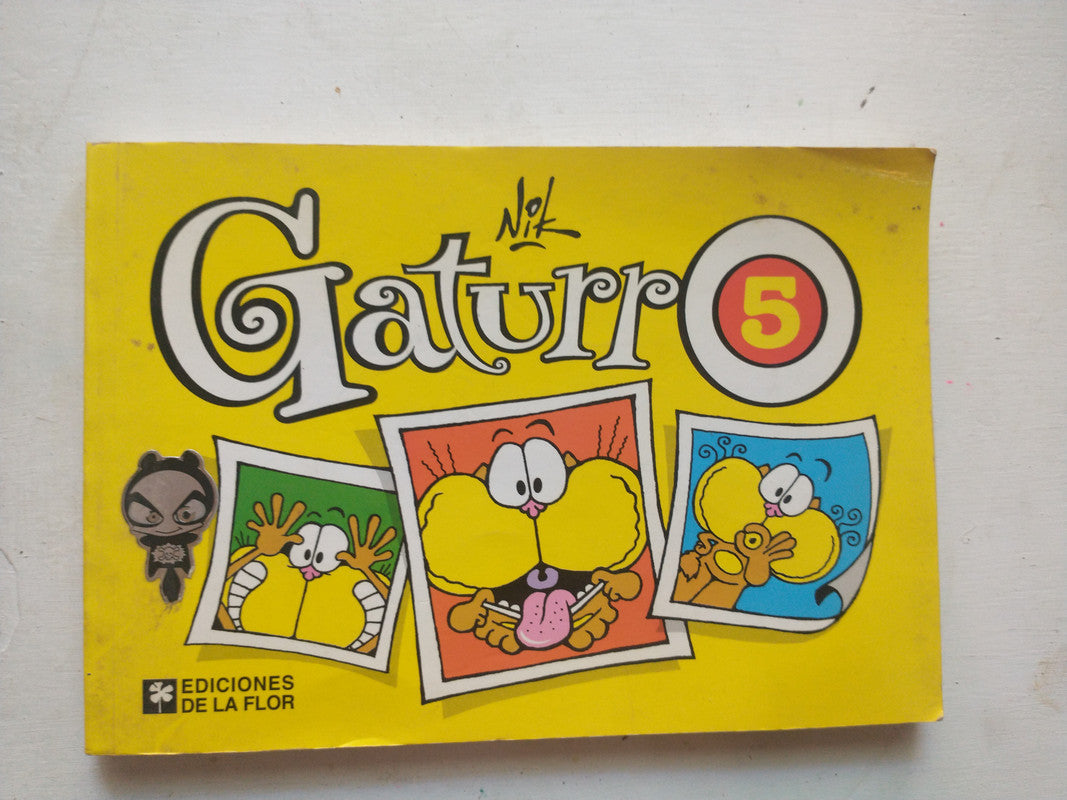 Nik
Gaturro
5
EDICIONES
DE LA FLOR